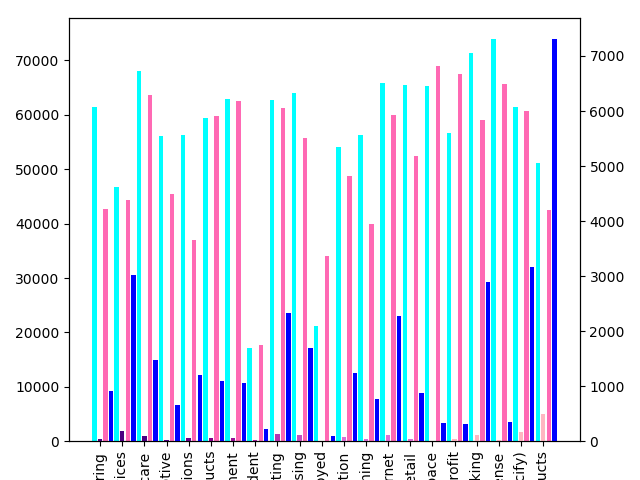 70000
60000
50000
40000
30000
20000
10000
0
7000
6000
5000
4000
3000
2000
1000
0
ring
ices
care
tive
ions
ucts
ment
dent
ting
sing
oyed
tion
ning
rnet
etail
pace
rofit
king
ense
cify)
ucts